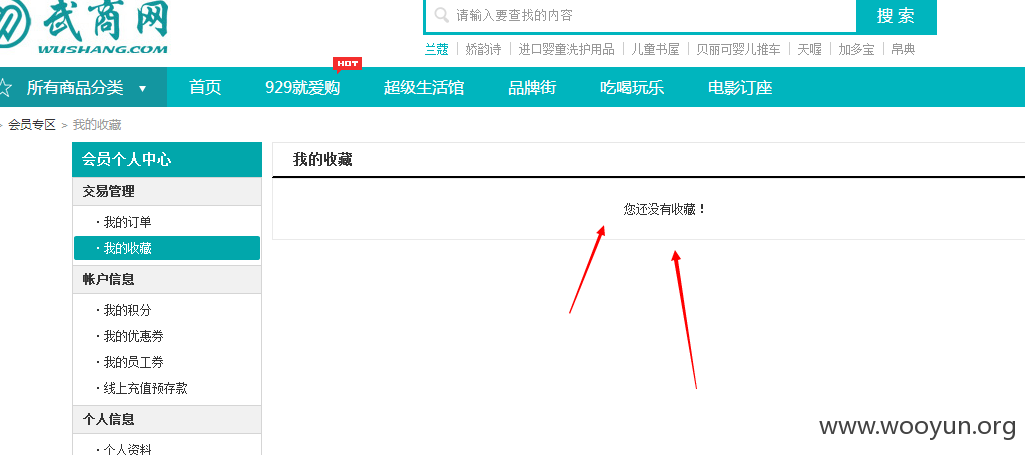 武商网
WUSHANG.COM
请输入要查找的内容
搜 索
兰蔻 | 娇韵诗 | 进口婴童洗护用品 | 儿童书屋 | 贝丽可婴儿推车 | 天喔 | 加多宝 | 帛典
HOT
所有商品分类 ▼ 首页 929就爱购 超级生活馆 品牌街 吃喝玩乐 电影订座
> 会员专区 > 我的收藏
会员个人中心
我的收藏
交易管理
· 我的订单
您还没有收藏！
· 我的收藏
帐户信息
· 我的积分
· 我的优惠券
· 我的员工券
· 线上充值预存款
个人信息
· 个人资料
www.wooyun.org